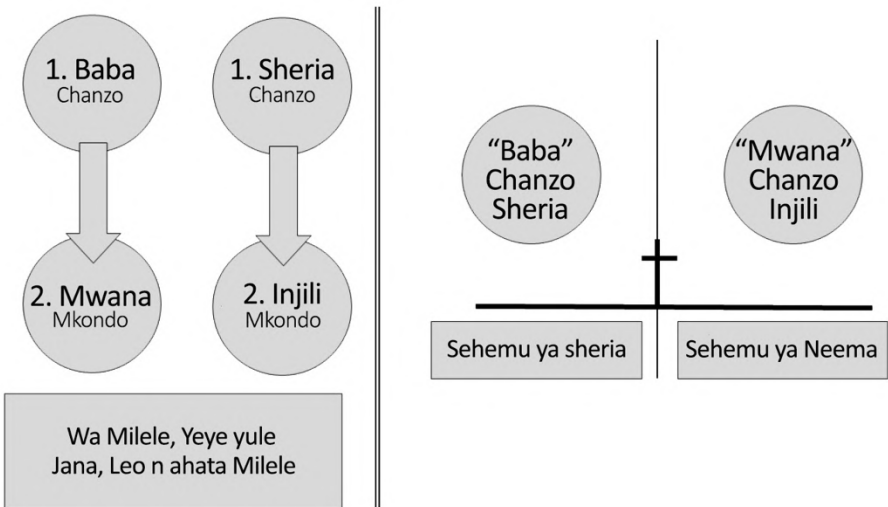 1. Baba
Chanzo
1. Sheria
Chanzo
2. Mwana
Mkondo
2. Injili
Mkondo
Wa Milele, Yeye yule
Jana, Leo n ahata Milele
“Baba”
Chanzo
Sheria
“Mwana”
Chanzo
Injili
Sehemu ya sheria
Sehemu ya Neema